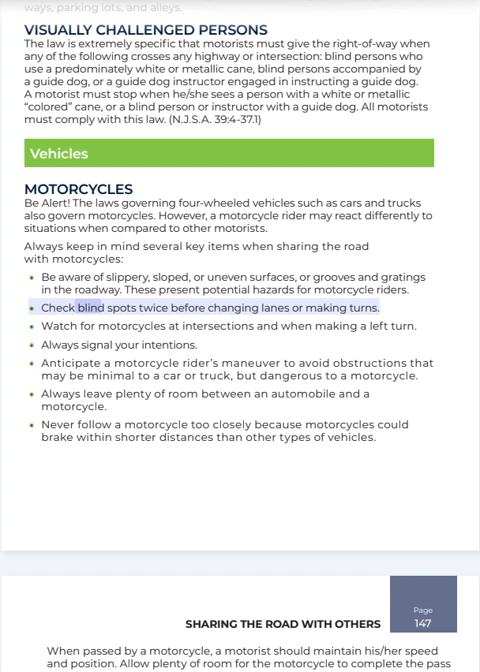 ways, parking lots, and alleys.
VISUALLY CHALLENGED PERSONS
The law is extremely specific that motorists must give the right-of-way when
any of the following crosses any highway or intersection: blind persons who
use a predominately white or metallic cane, blind persons accompanied by
a guide dog, or a guide dog instructor engaged in instructing a guide dog.
A motorist must stop when he/she sees a person with a white or metallic
“colored” cane, or a blind person or instructor with a guide dog. All motorists
must comply with this law. (N.J.S.A. 39:4-37.1)
Vehicles
MOTORCYCLES
Be Alert! The laws governing four-wheeled vehicles such as cars and trucks
also govern motorcycles. However, a motorcycle rider may react differently to
situations when compared to other motorists.
Always keep in mind several key items when sharing the road
with motorcycles:
• Be aware of slippery, sloped, or uneven surfaces, or grooves and gratings
in the roadway. These present potential hazards for motorcycle riders.
• Check blind spots twice before changing lanes or making turns.
• Watch for motorcycles at intersections and when making a left turn.
• Always signal your intentions.
• Anticipate a motorcycle rider’s maneuver to avoid obstructions that
may be minimal to a car or truck, but dangerous to a motorcycle.
• Always leave plenty of room between an automobile and a
motorcycle.
• Never follow a motorcycle too closely because motorcycles could
brake within shorter distances than other types of vehicles.
Page
SHARING THE ROAD WITH OTHERS 147
When passed by a motorcycle, a motorist should maintain his/her speed
and position. Allow plenty of room for the motorcycle to complete the pass